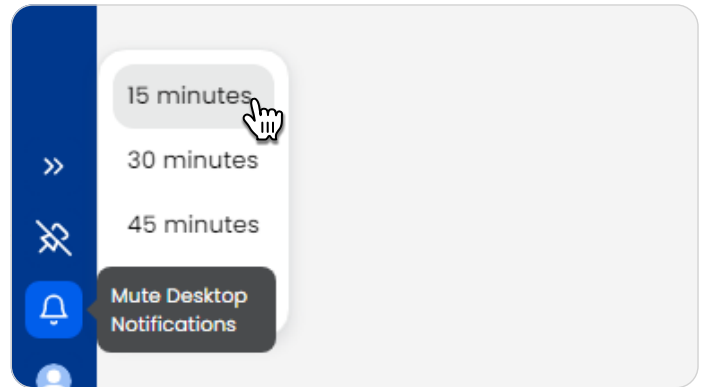 15 minutes
30 minutes
45 minutes
Mute Desktop
Notifications